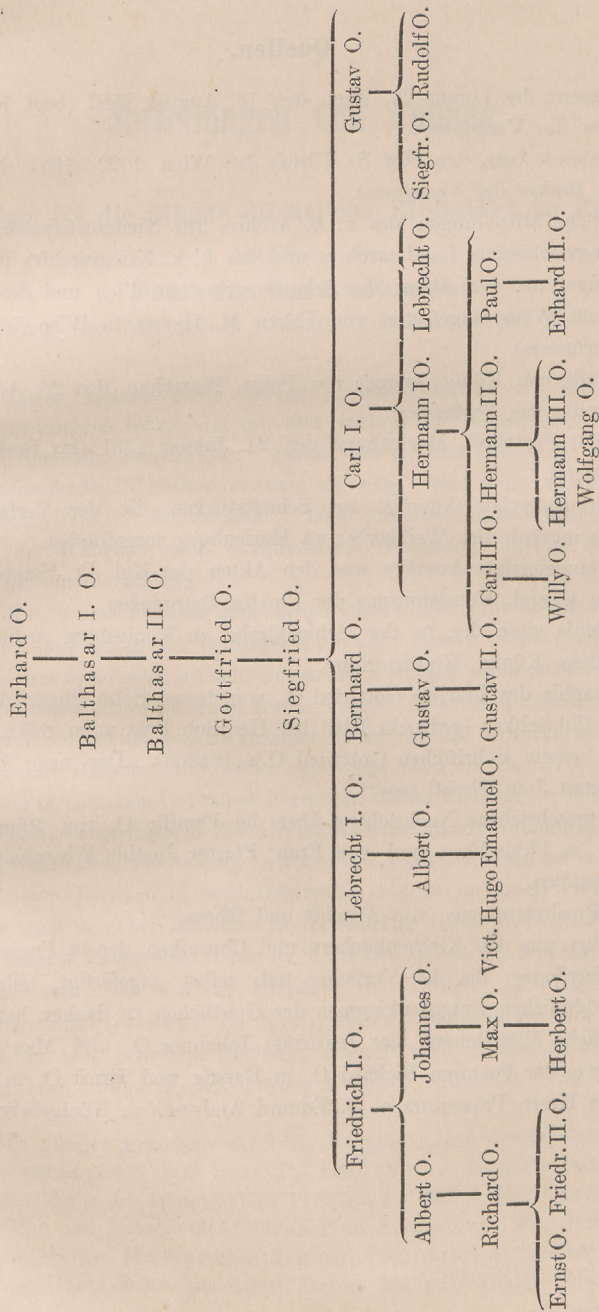 Erhard O.
Balthasar I. O.
Balthasar II. O.
Gottfried O.
Siegfried O.
Friedrich I. O. Lebrecht I. O. Bernhard O. Carl I. O. Gustav O.
Albert O. Johannes O. Albert O. Gustav O. Hermann I O. Lebrecht O. Siegfr. O. Rudolf O.
Richard O. Max O. Vict. Hugo Emanuel O. Gustav II. O. Carl II. O. Hermann II. O. Paul O.
Ernst O. Friedr. II. O. Herbert O. Willy O. Hermann III. O. Erhard II. O.
Wolfgang O.